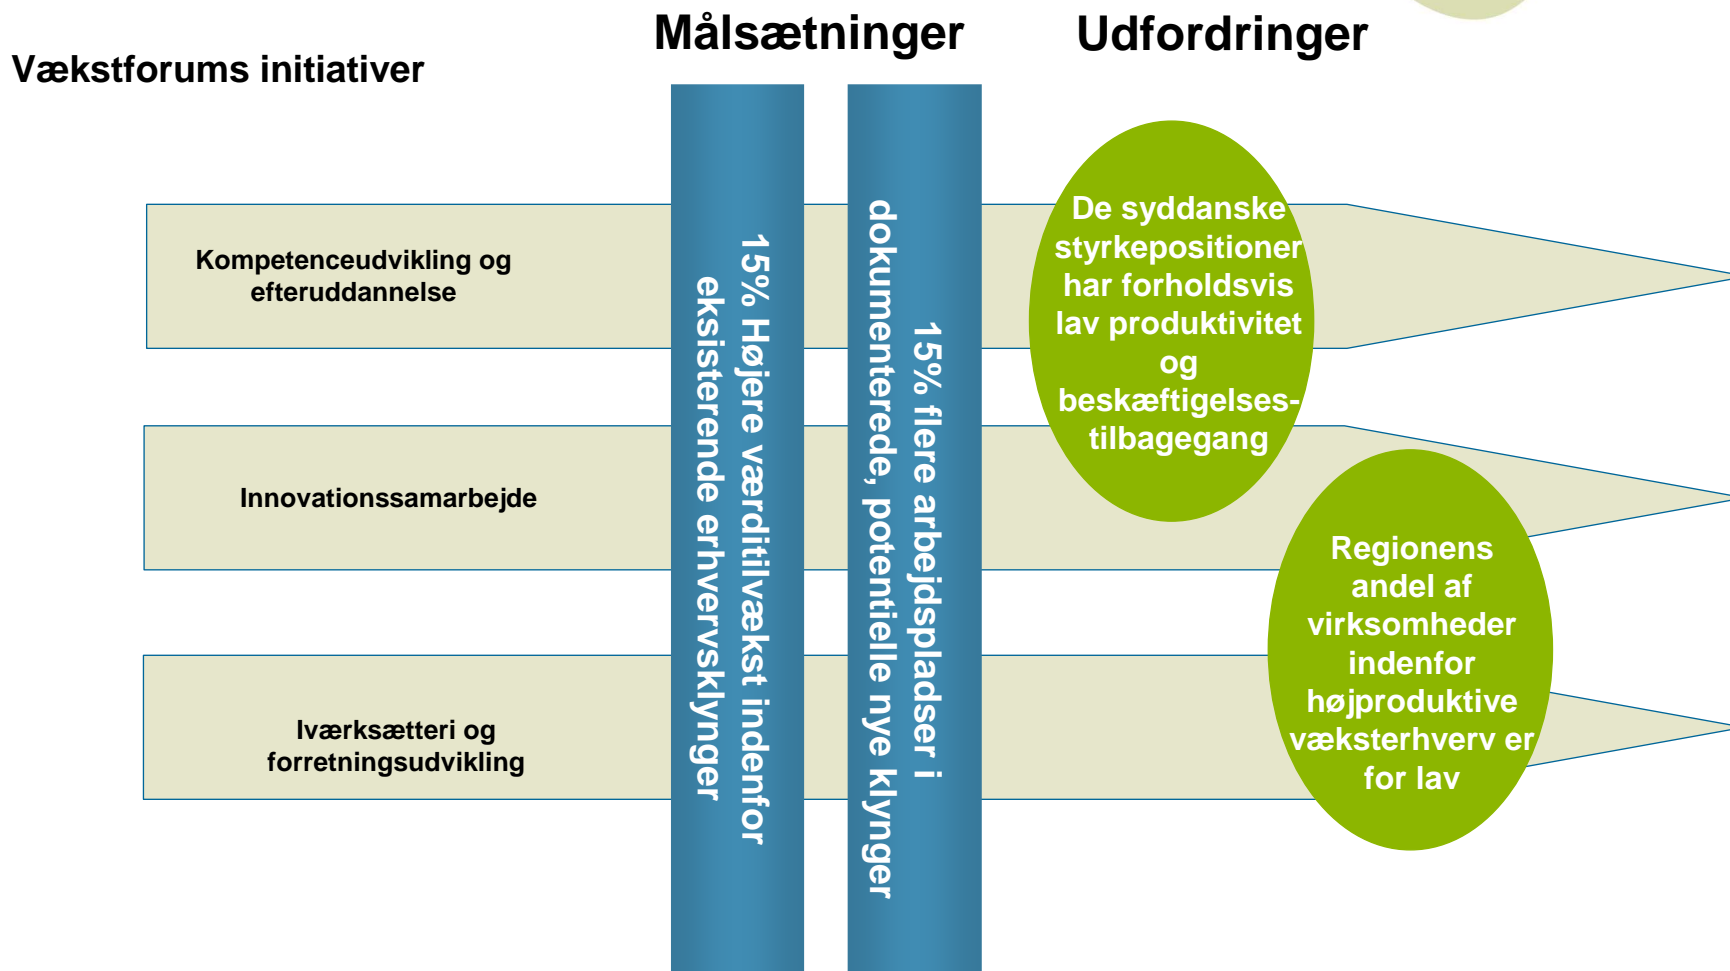 Vækstforums initiativer
Målsætninger
Udfordringer
Kompetenceudvikling og
efteruddannelse
Innovationssamarbejde
Iværksætteri og
forretningsudvikling
15% Højere værditilvækst indenfor
eksisterende erhvervsklynger
15% flere arbejdspladser i
dokumenterede, potentielle nye klynger
De syddanske
styrkepositioner
har forholdsvis
lav produktivitet
og
beskæftigelses-
tilbagegang
Regionens
andel af
virksomheder
indenfor
højproduktive
væksterhverv er
for lav